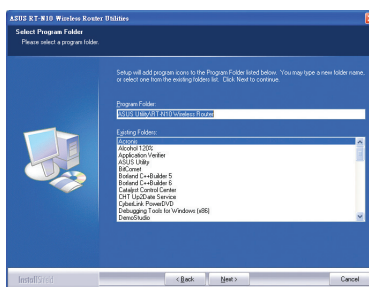 ASUS RT-N10 Wireless Router Utilities
Select Program Folder
Please select a program folder.
Setup will add program icons to the Program Folder listed below. You may type a new folder name,
or select one from the existing folders list. Click Next to continue.
Program Folder:
ASUS Utility\RT-N10 Wireless Router
Existing Folders:
Acronis
Alcohol 120%
Application Verifier
ASUS Utility
BitComet
Borland C++Builder 5
Borland C++Builder 6
Catalyst Control Center
CHT Up2Date Service
CyberLink PowerDVD
Debugging Tools for Windows (x86)
DemoStudio
InstallShield
< Back
Next >
Cancel